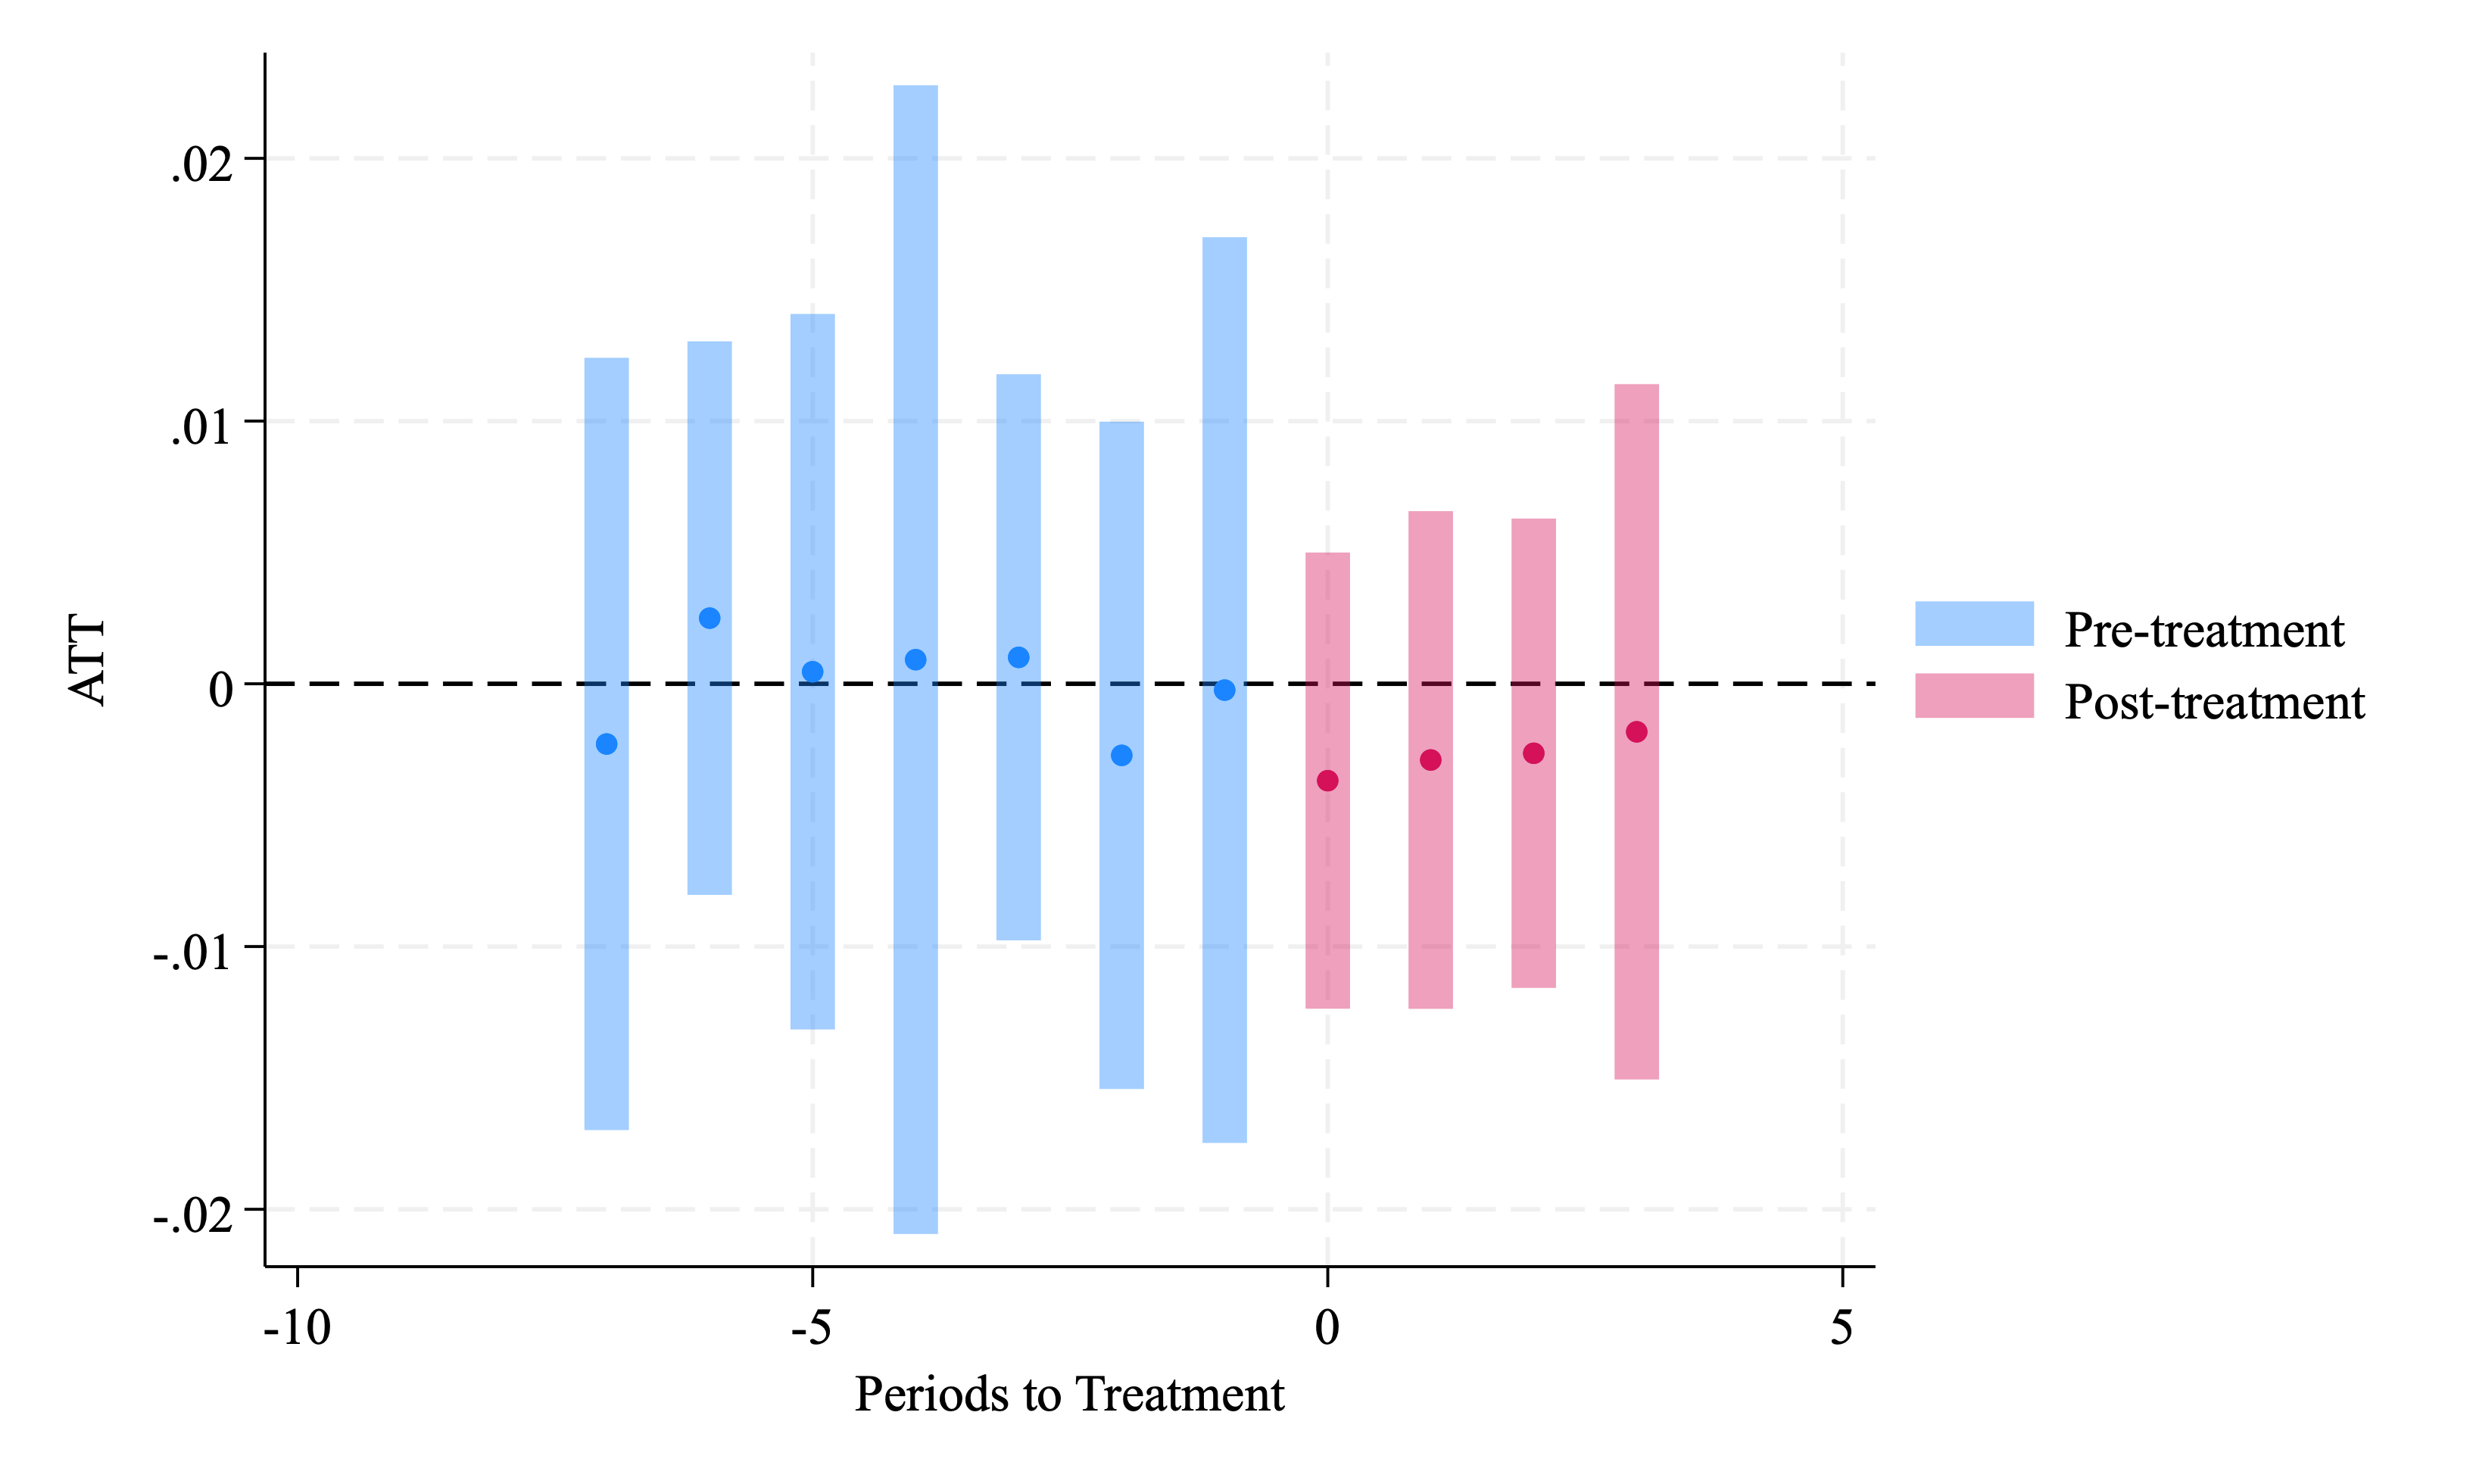 ATT
.02
.01
0
-.01
-.02
-10
-5
0
5
Periods to Treatment
Pre-treatment
Post-treatment